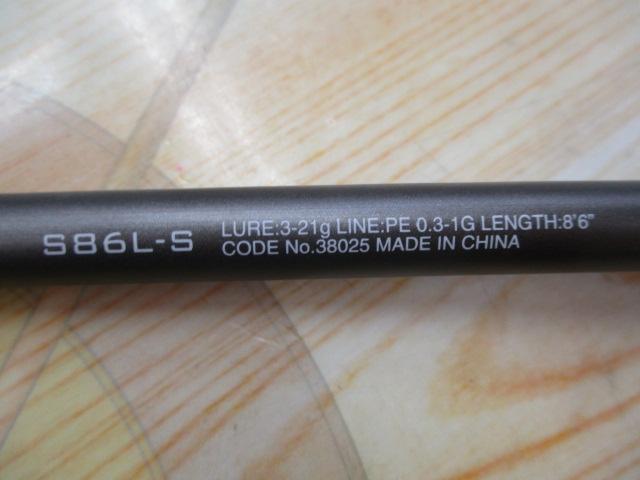 S86L-S
LURE:3-21g LINE:PE 0.3-1G LENGTH:8'6"
CODE No.38025 MADE IN CHINA